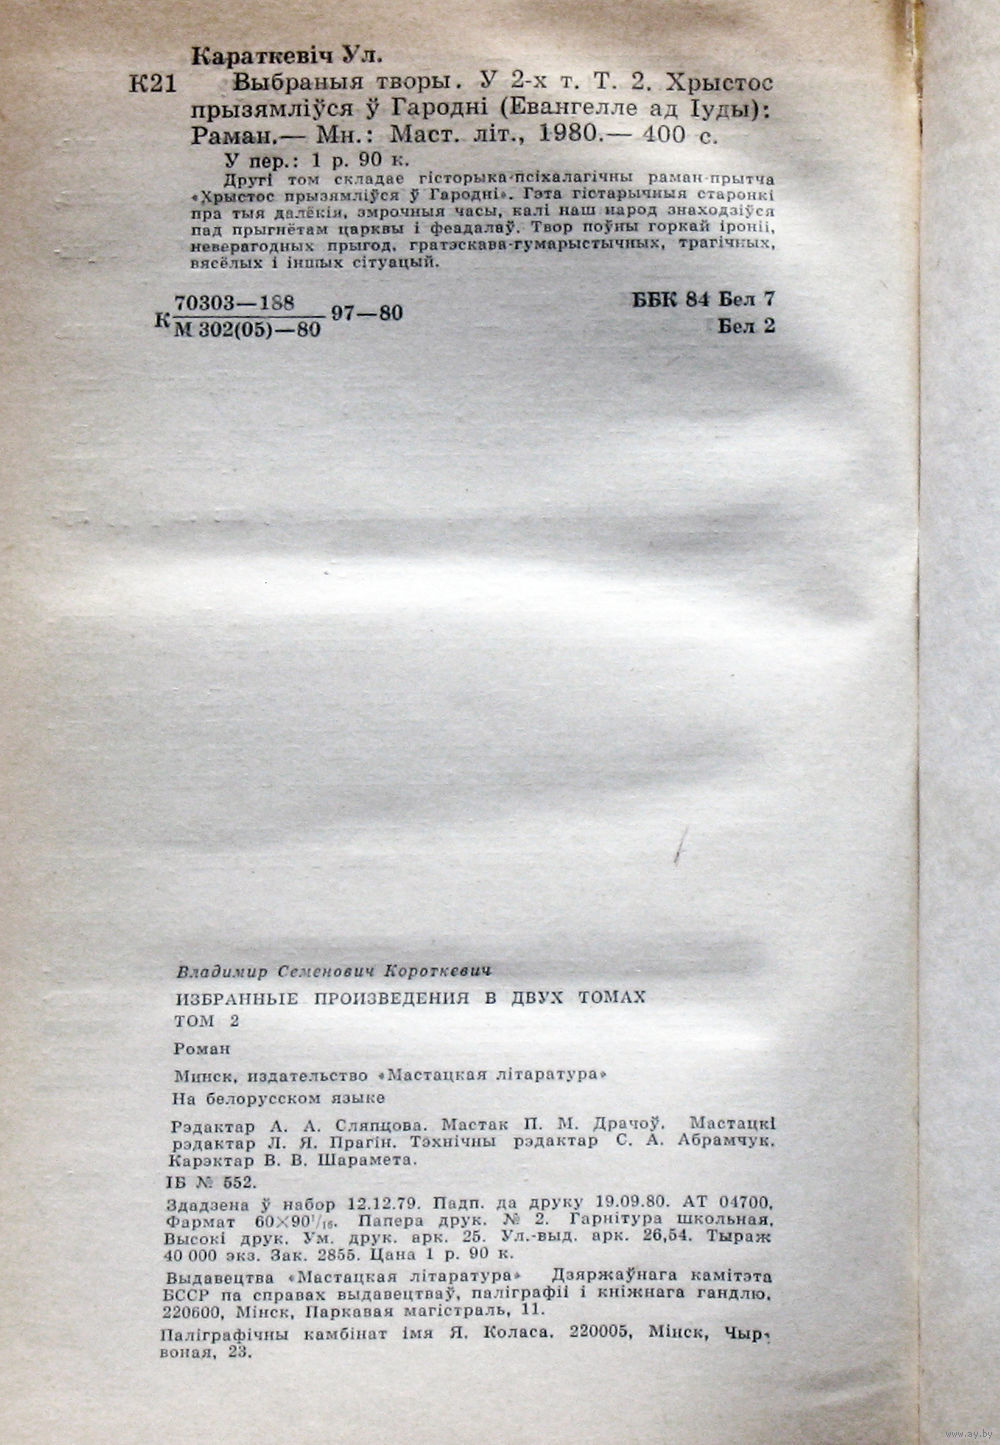 Караткевіч Ул.
К21 Выбраныя творы. У 2-х т. Т. 2. Хрыстос
прызямліўся ў Гародні (Евангелле ад Іуды):
Раман.— Мн.: Маст. літ., 1980.— 400 с.
У пер.: 1 р. 90 к.
Другі том складае гісторыка-псіхалагічны раман-прытча
«Хрыстос прызямліўся ў Гародні». Гэта гістарычныя старонкі
пра тыя далёкія, змрочныя часы, калі наш народ знаходзіўся
пад прыгнётам царквы і феадалаў. Твор поўны горкай іроніі,
неверагодных прыгод, гратэскава-гумарыстычных, трагічных,
вясёлых і іншых сітуацый.
70303—188
К М 302(05)—80 97—80
ББК 84 Бел 7
Бел 2
Владимир Семенович Короткевич
ИЗБРАННЫЕ ПРОИЗВЕДЕНИЯ В ДВУХ ТОМАХ
ТОМ 2
Роман
Минск, издательство «Мастацкая літаратура»
На белорусском языке
Рэдактар А. А. Сляпцова. Мастак П. М. Драчоў. Мастацкі
рэдактар Л. Я. Прагін. Тэхнічны рэдактар С. А. Абрамчук.
Карэктар В. В. Шарамета.
ІБ № 552.
Здадзена ў набор 12.12.79. Падп. да друку 19.09.80. АТ 04700.
Фармат 60×90¹/₁₆. Папера друк. № 2. Гарнітура школьная.
Высокі друк. Ум. друк. арк. 25. Ул.-выд. арк. 26,54. Тыраж
40 000 экз. Зак. 2855. Цана 1 р. 90 к.
Выдавецтва «Мастацкая літаратура» Дзяржаўнага камітэта
БССР па справах выдавецтваў, паліграфіі і кніжнага гандлю.
220600, Мінск, Паркавая магістраль, 11.
Паліграфічны камбінат імя Я. Коласа. 220005, Мінск, Чыр-
воная, 23.
www.ay.by